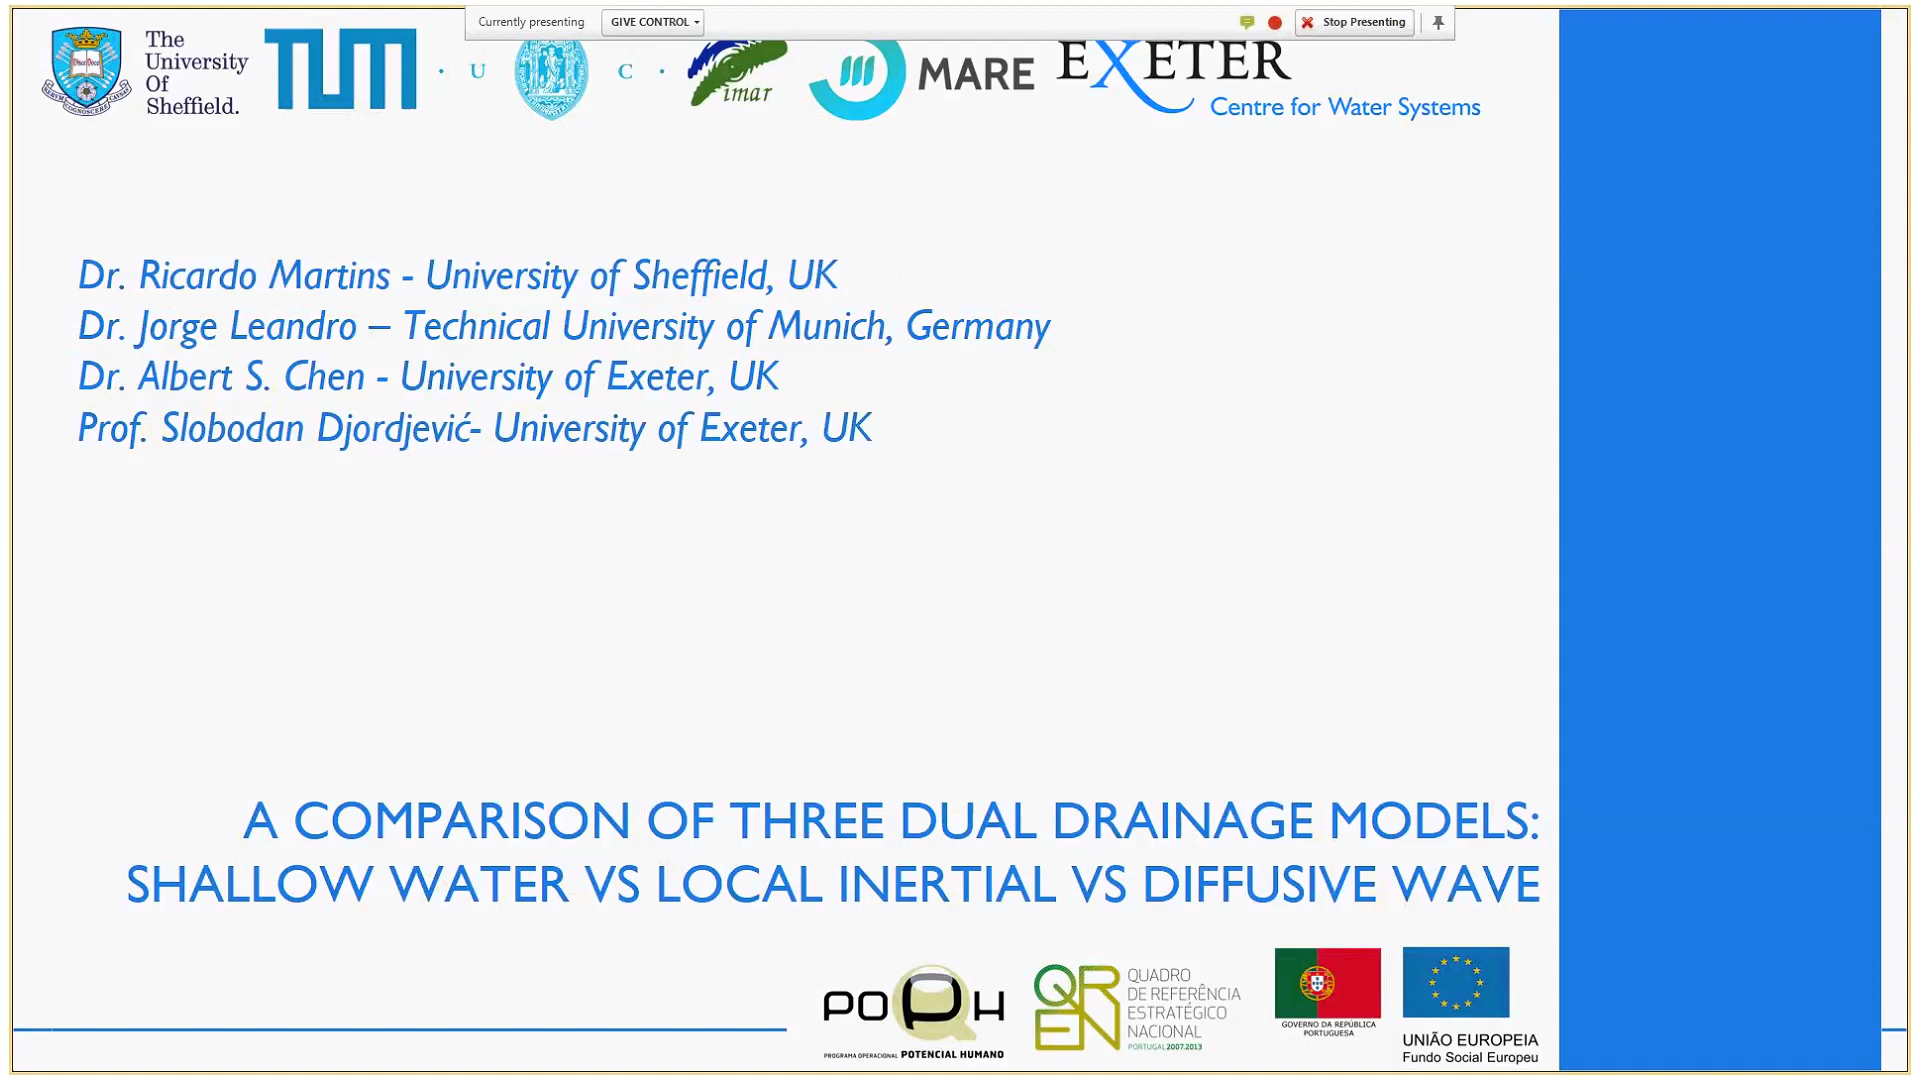 Currently presenting
GIVE CONTROL
Stop Presenting
The
University
Of
Sheffield.
TUM
· U C ·
imar
MARE
EXETER
Centre for Water Systems
Dr. Ricardo Martins - University of Sheffield, UK
Dr. Jorge Leandro – Technical University of Munich, Germany
Dr. Albert S. Chen - University of Exeter, UK
Prof. Slobodan Djordjević- University of Exeter, UK
A COMPARISON OF THREE DUAL DRAINAGE MODELS:
SHALLOW WATER VS LOCAL INERTIAL VS DIFFUSIVE WAVE
POPH
PROGRAMA OPERACIONAL POTENCIAL HUMANO
QREN
QUADRO
DE REFERÊNCIA
ESTRATÉGICO
NACIONAL
PORTUGAL 2007.2013
GOVERNO DA REPÚBLICA
PORTUGUESA
UNIÃO EUROPEIA
Fundo Social Europeu